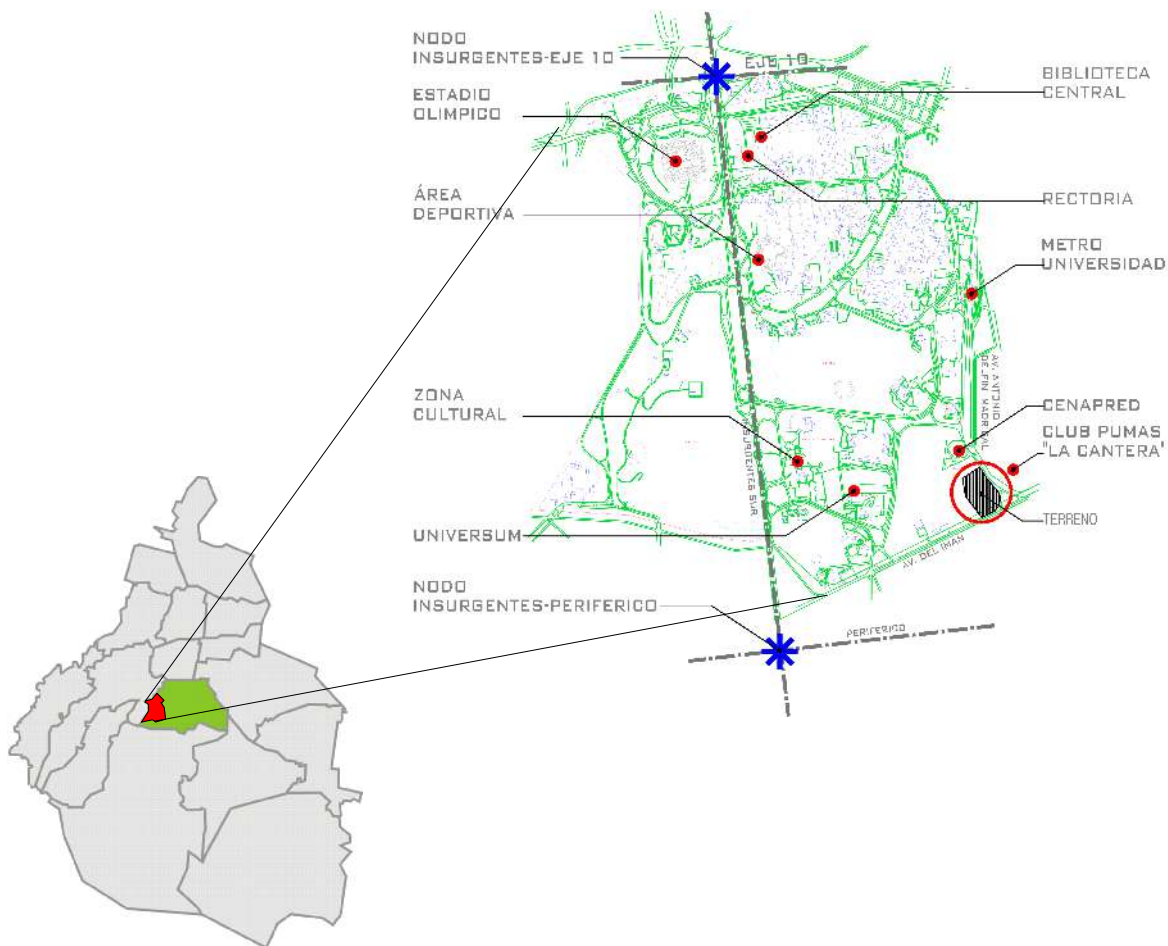 NODO
INSURGENTES-EJE 10
EJE 10
ESTADIO
OLIMPICO
BIBLIOTECA
CENTRAL
ÁREA
DEPORTIVA
RECTORIA
METRO
UNIVERSIDAD
AV. ANTONIO
DELFIN MADRIGAL
ZONA
CULTURAL
INSURGENTES SUR
CENAPRED
CLUB PUMAS
"LA CANTERA"
TERRENO
UNIVERSUM
AV. DEL IMAN
NODO
INSURGENTES-PERIFERICO
PERIFERICO